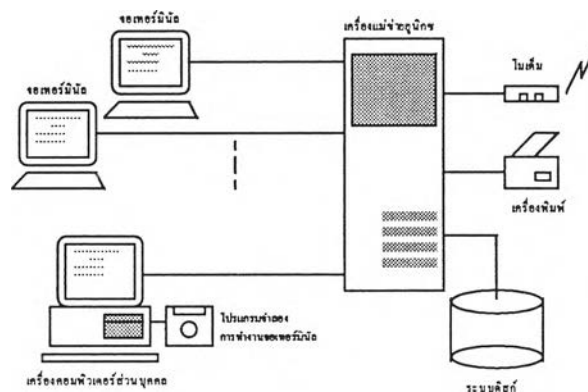 จอเทอร์มินัล
เครื่องแม่ข่ายยูนิกซ์
โมเด็ม
จอเทอร์มินัล
เครื่องพิมพ์
โปรแกรมจำลอง
การทำงานจอเทอร์มินัล
เครื่องคอมพิวเตอร์ส่วนบุคคล
ระบบดิสก์